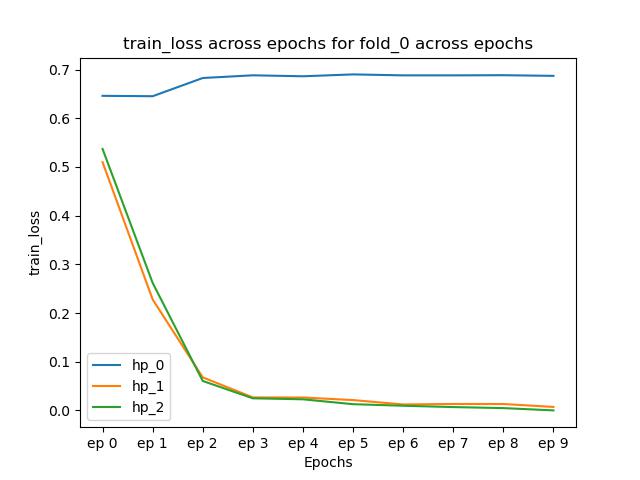 train_loss across epochs for fold_0 across epochs
train_loss
0.7
0.6
0.5
0.4
0.3
0.2
0.1
0.0
hp_0
hp_1
hp_2
ep 0 ep 1 ep 2 ep 3 ep 4 ep 5 ep 6 ep 7 ep 8 ep 9
Epochs